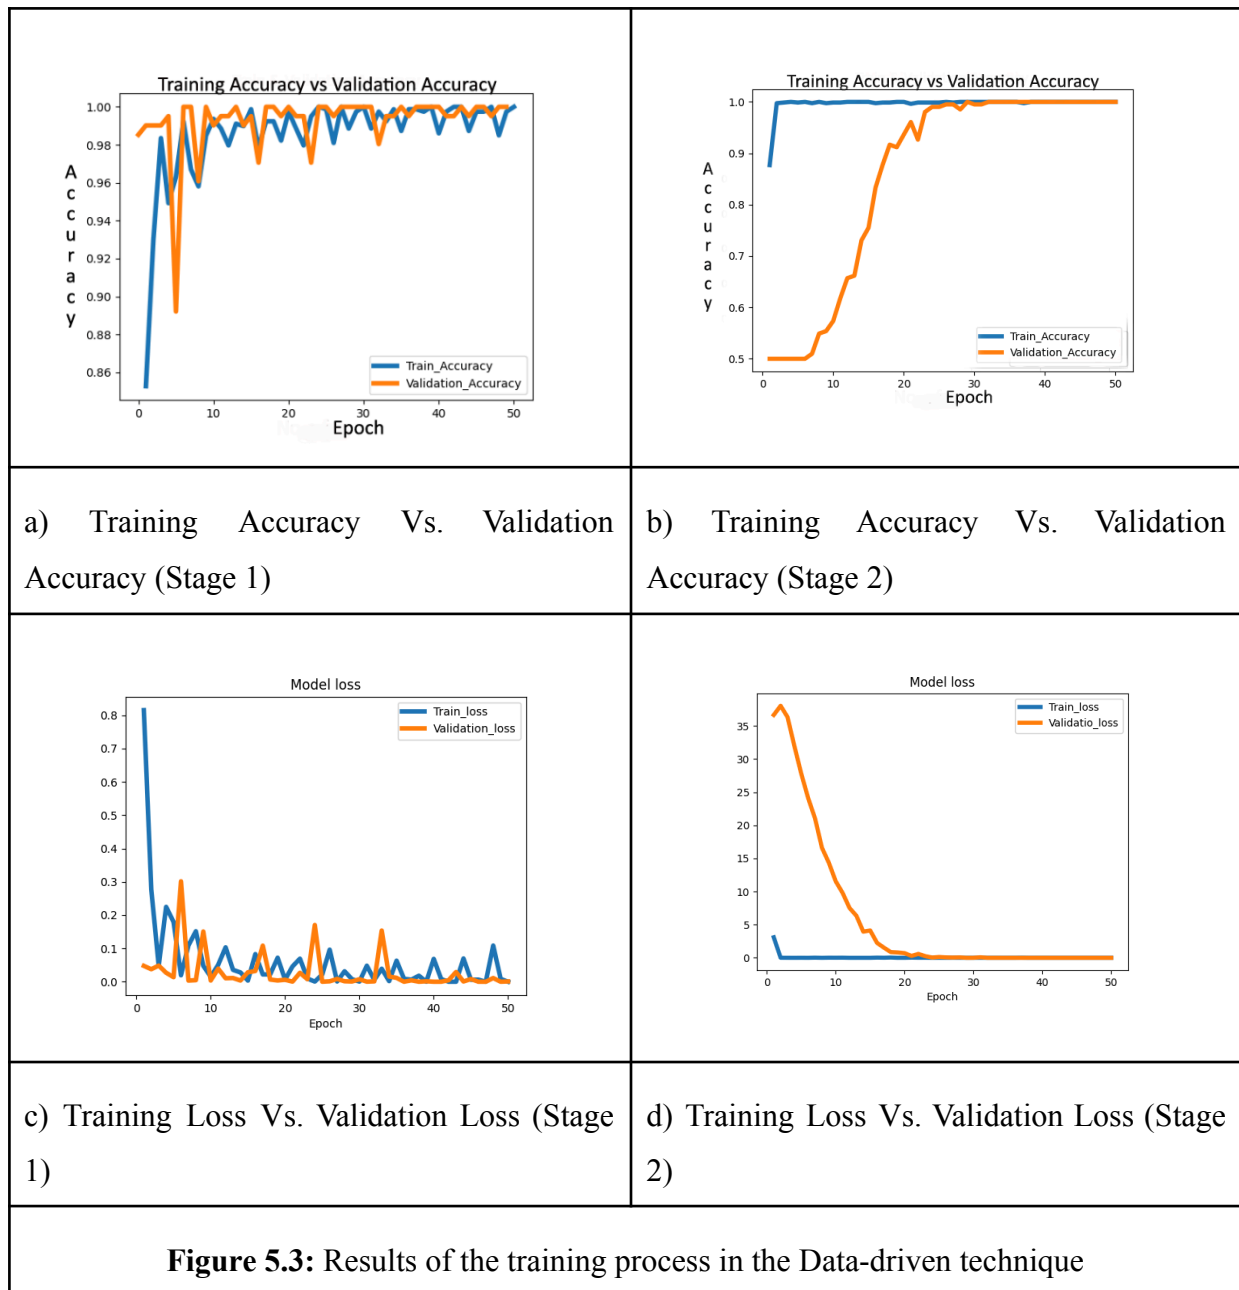 Training Accuracy vs Validation Accuracy
1.00
0.98
0.96
0.94
0.92
0.90
0.88
0.86
Accuracy
Train_Accuracy
Validation_Accuracy
0 10 20 30 40 50
Epoch
Training Accuracy vs Validation Accuracy
1.0
0.9
0.8
0.7
0.6
0.5
Accuracy
Train_Accuracy
Validation_Accuracy
0 10 20 30 40 50
Epoch
a) Training Accuracy Vs. Validation
Accuracy (Stage 1)
b) Training Accuracy Vs. Validation
Accuracy (Stage 2)
Model loss
Train_loss
Validation_loss
0.8
0.7
0.6
0.5
0.4
0.3
0.2
0.1
0.0
0 10 20 30 40 50
Epoch
Model loss
Train_loss
Validatio_loss
35
30
25
20
15
10
5
0
0 10 20 30 40 50
Epoch
c) Training Loss Vs. Validation Loss (Stage
1)
d) Training Loss Vs. Validation Loss (Stage
2)
Figure 5.3: Results of the training process in the Data-driven technique